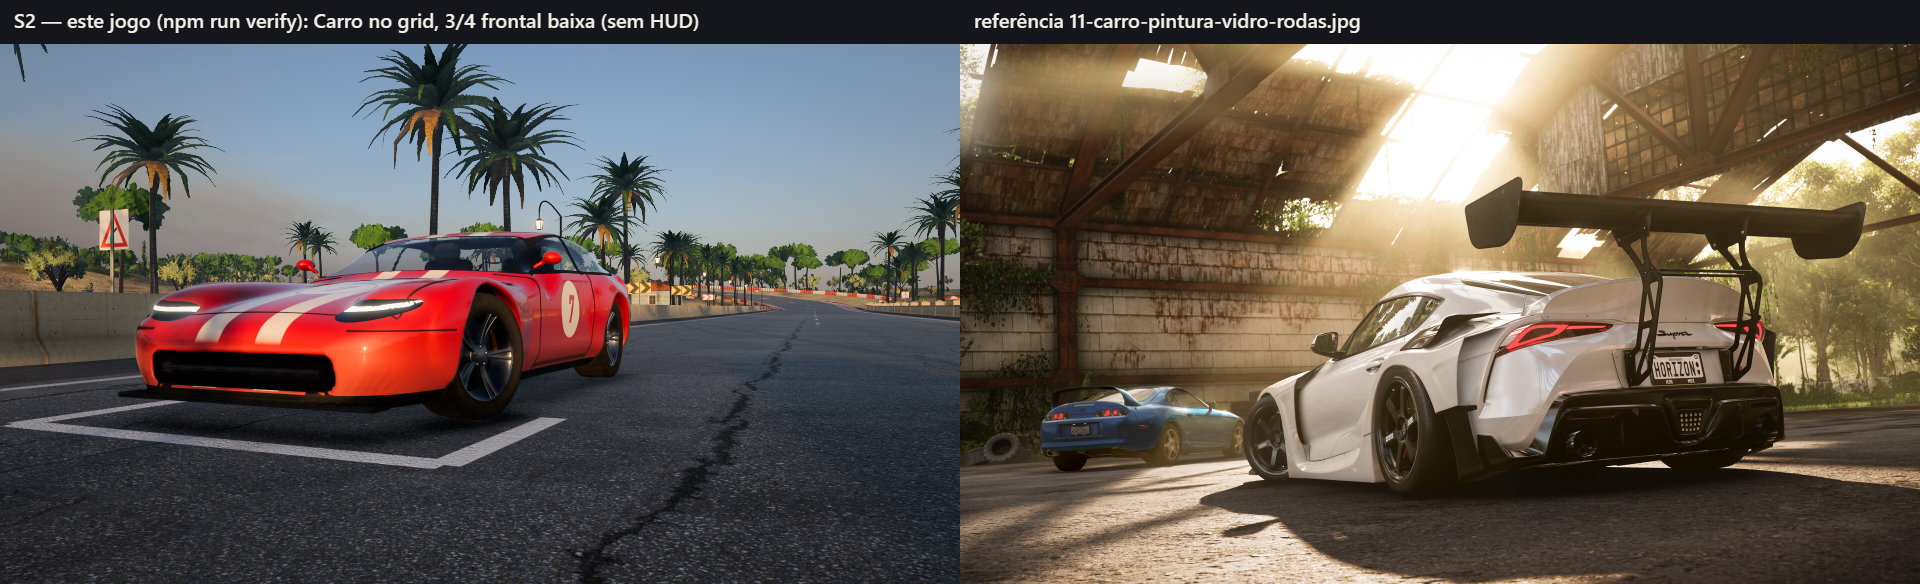 S2 — este jogo (npm run verify): Carro no grid, 3/4 frontal baixa (sem HUD)
referência 11-carro-pintura-vidro-rodas.jpg
7
Supra
HORIZON